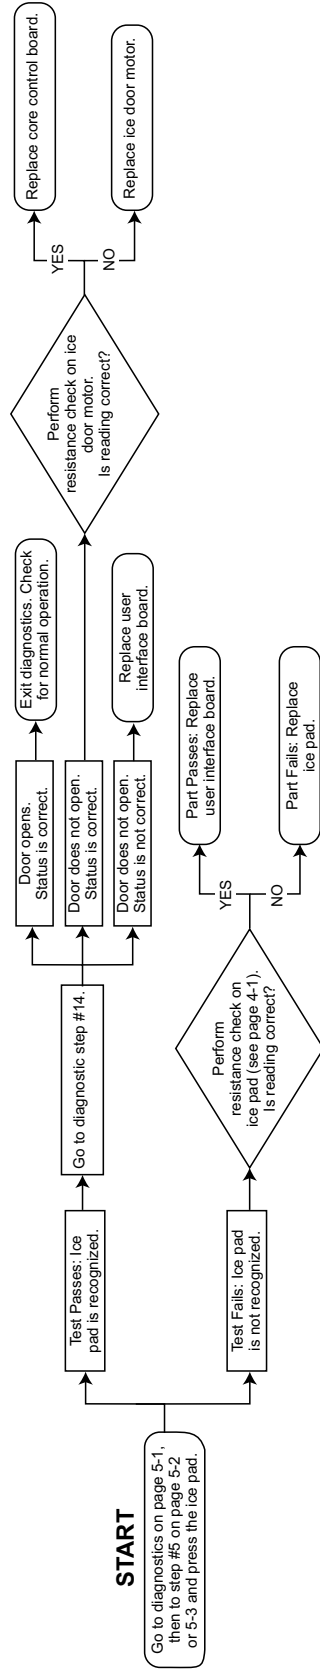 START
Go to diagnostics on page 5-1,
then to step #5 on page 5-2
or 5-3 and press the ice pad.
Test Passes: Ice
pad is recognized.
Go to diagnostic step #14.
Door opens.
Status is correct.
Exit diagnostics. Check
for normal operation.
Door does not open.
Status is correct.
Perform
resistance check on ice
door motor.
Is reading correct?
YES
Replace core control board.
NO
Replace ice door motor.
Door does not open.
Status is not correct.
Replace user
interface board.
Test Fails: Ice pad
is not recognized.
Perform
resistance check on
ice pad (see page 4-1).
Is reading correct?
YES
Part Passes: Replace
user interface board.
NO
Part Fails: Replace
ice pad.